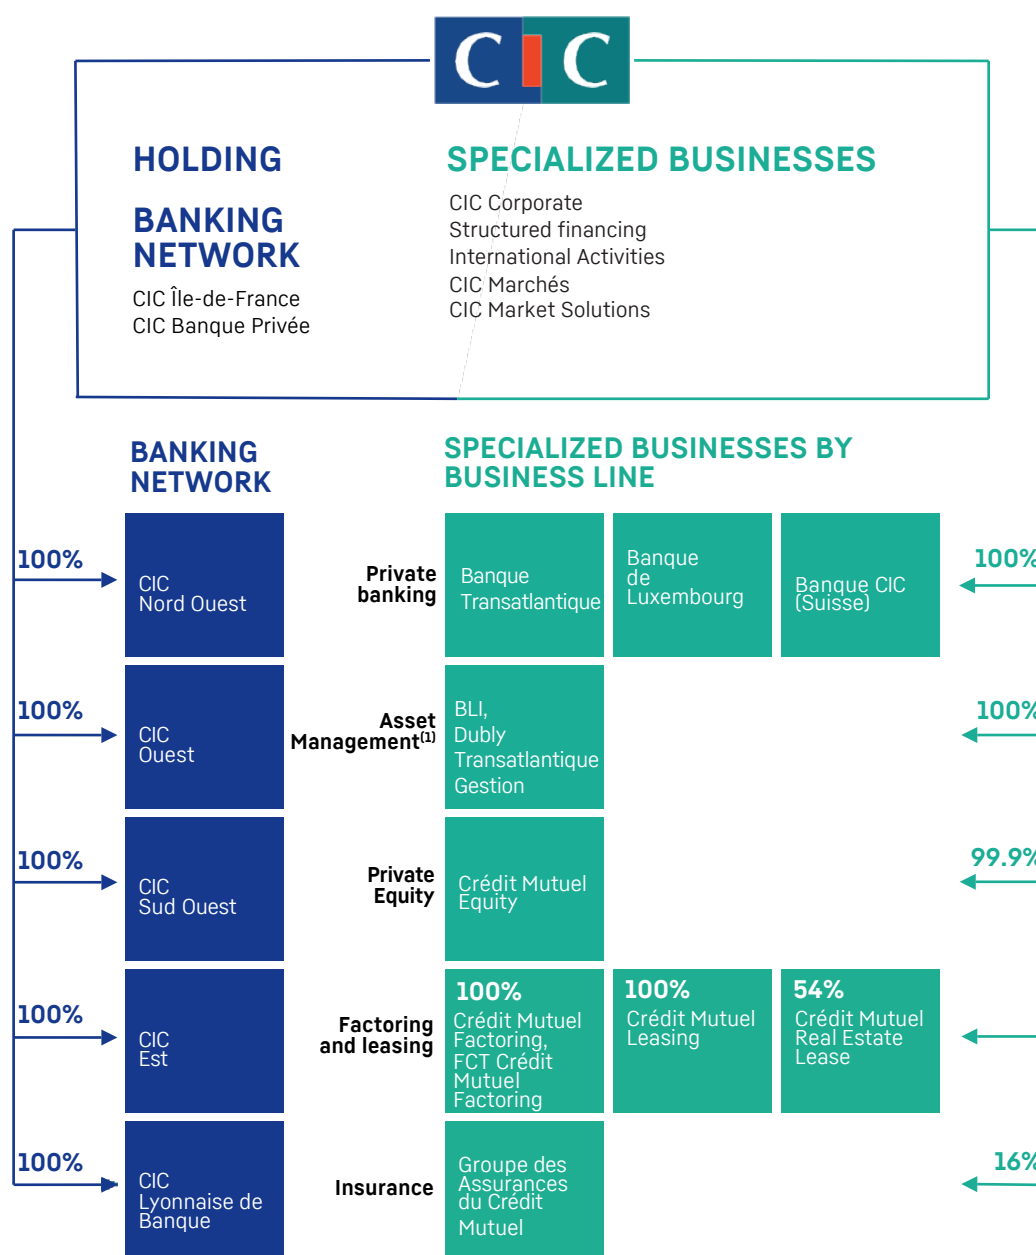 CIC
HOLDING
BANKING
NETWORK
CIC Île-de-France
CIC Banque Privée
SPECIALIZED BUSINESSES
CIC Corporate
Structured financing
International Activities
CIC Marchés
CIC Market Solutions
BANKING
NETWORK
100%
CIC
Nord Ouest
100%
CIC
Ouest
100%
CIC
Sud Ouest
100%
CIC
Est
100%
CIC
Lyonnaise de
Banque
SPECIALIZED BUSINESSES BY
BUSINESS LINE
Private
banking
Banque
Transatlantique
Banque
de
Luxembourg
Banque CIC
(Suisse)
100%
Asset
Management(1)
BLI,
Dubly
Transatlantique
Gestion
100%
Private
Equity
Crédit Mutuel
Equity
99.9%
Factoring
and leasing
100%
Crédit Mutuel
Factoring,
FCT Crédit
Mutuel
Factoring
100%
Crédit Mutuel
Leasing
54%
Crédit Mutuel
Real Estate
Lease
Insurance
Groupe des
Assurances
du Crédit
Mutuel
16%